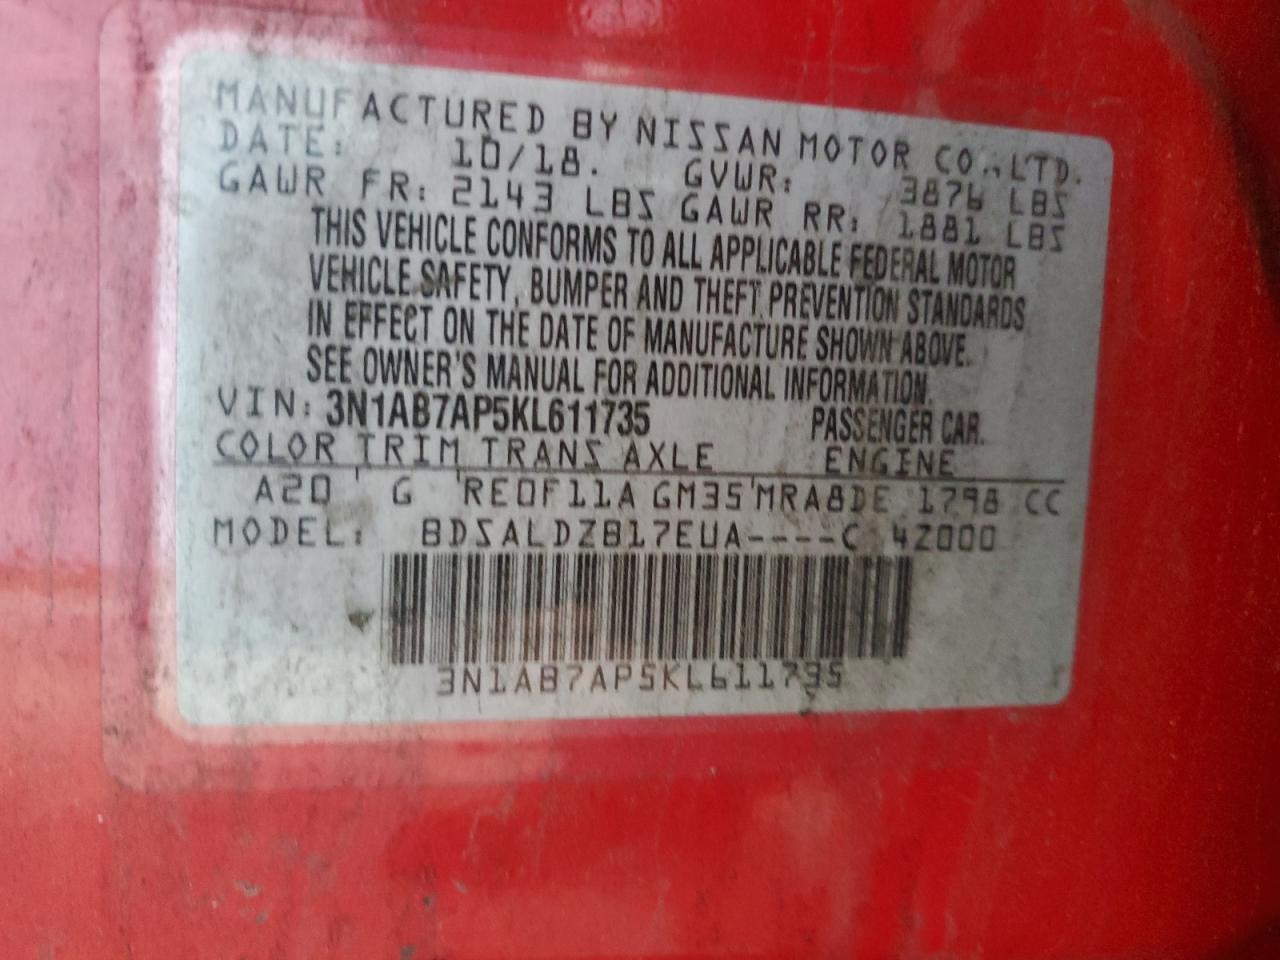 MANUFACTURED BY NISSAN MOTOR CO.,LTD.
DATE: 10/18. GVWR: 3876 LBS
GAWR FR: 2143 LBS GAWR RR: 1881 LBS
THIS VEHICLE CONFORMS TO ALL APPLICABLE FEDERAL MOTOR
VEHICLE SAFETY, BUMPER AND THEFT PREVENTION STANDARDS
IN EFFECT ON THE DATE OF MANUFACTURE SHOWN ABOVE.
SEE OWNER'S MANUAL FOR ADDITIONAL INFORMATION.
VIN: 3N1AB7AP5KL611735 PASSENGER CAR.
COLOR TRIM TRANS AXLE ENGINE
A20 G RE0F11A GM35 MRA8DE 1798 CC
MODEL: BDSALDZB17EUA----C 4Z000
3N1AB7AP5KL611735